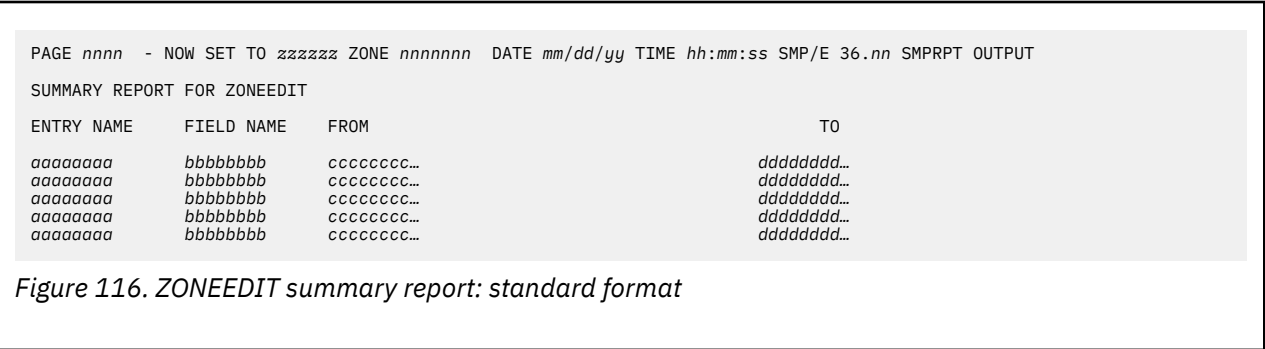 PAGE nnnn - NOW SET TO zzzzzz ZONE nnnnnnn DATE mm/dd/yy TIME hh:mm:ss SMP/E 36.nn SMPRPT OUTPUT
SUMMARY REPORT FOR ZONEEDIT
ENTRY NAME FIELD NAME FROM TO
aaaaaaaa bbbbbbbb cccccccc… dddddddd…
aaaaaaaa bbbbbbbb cccccccc… dddddddd…
aaaaaaaa bbbbbbbb cccccccc… dddddddd…
aaaaaaaa bbbbbbbb cccccccc… dddddddd…
aaaaaaaa bbbbbbbb cccccccc… dddddddd…
Figure 116. ZONEEDIT summary report: standard format